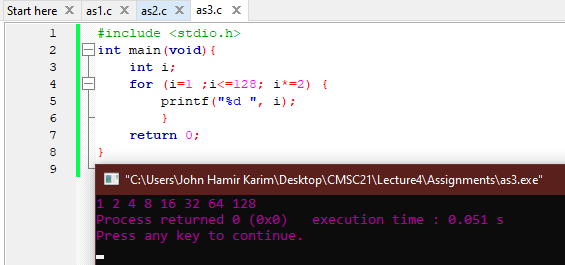 Start here as1.c as2.c as3.c
1 #include <stdio.h>
2 int main(void){
3 int i;
4 for (i=1 ;i<=128; i*=2) {
5 printf("%d ", i);
6 }
7 return 0;
8 }
9
"C:\Users\John Hamir Karim\Desktop\CMSC21\Lecture4\Assignments\as3.exe"
1 2 4 8 16 32 64 128
Process returned 0 (0x0)   execution time : 0.051 s
Press any key to continue.